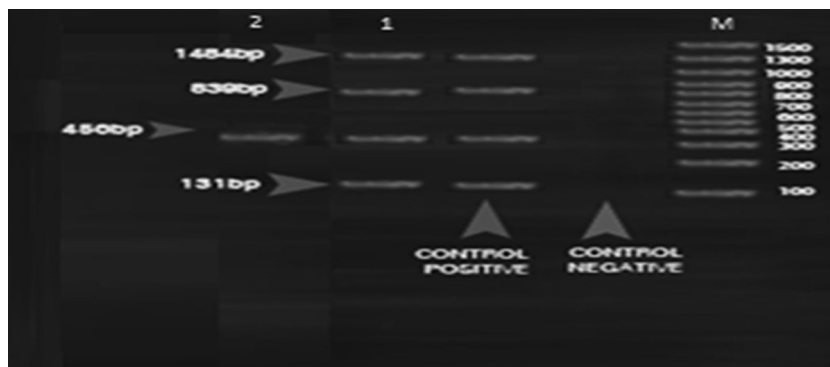 2 1 M
1484bp
839bp
456bp
131bp
1500
1300
1000
900
800
700
600
500
400
300
200
100
CONTROL
POSITIVE
CONTROL
NEGATIVE